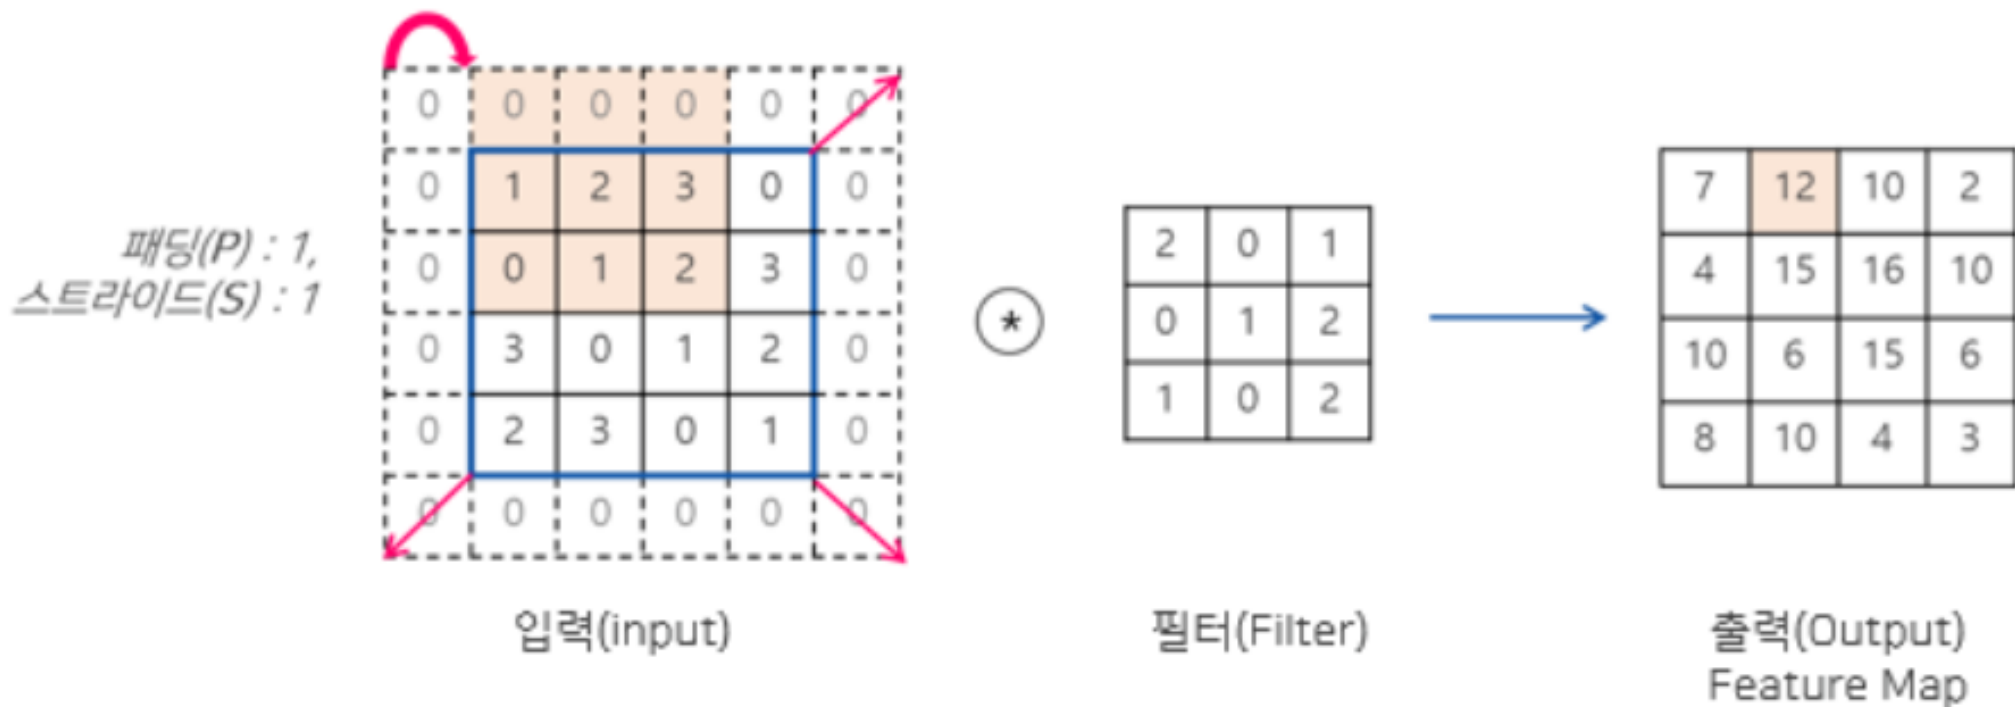 패딩(P) : 1,
스트라이드(S) : 1
0 0 0 0 0 0
0 1 2 3 0 0
0 0 1 2 3 0
0 3 0 1 2 0
0 2 3 0 1 0
0 0 0 0 0 0
입력(input)
*
2 0 1
0 1 2
1 0 2
필터(Filter)
7 12 10 2
4 15 16 10
10 6 15 6
8 10 4 3
출력(Output)
Feature Map